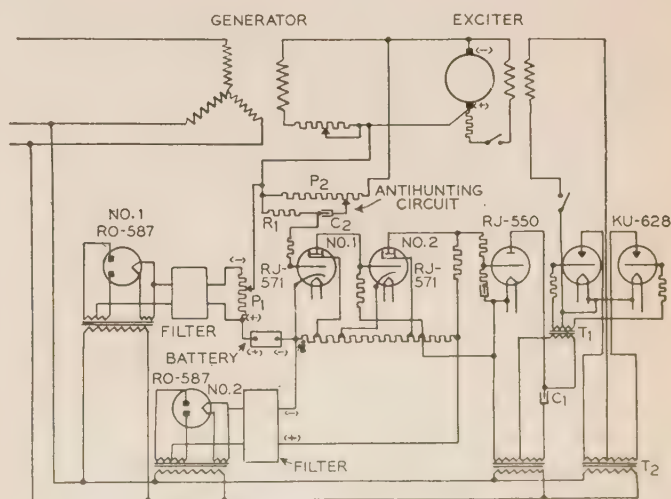 GENERATOR
EXCITER
(-)
(+)
P2
ANTIHUNTING
CIRCUIT
R1
C2
NO.1
NO.2
RJ-550
KU-628
NO.1
RO-587
(-)
P1
(+)
RJ-
571
RJ-
571
FILTER
T1
BATTERY
(+)
(-)
RO-587
NO.2
(-)
(+)
C1
FILTER
T2